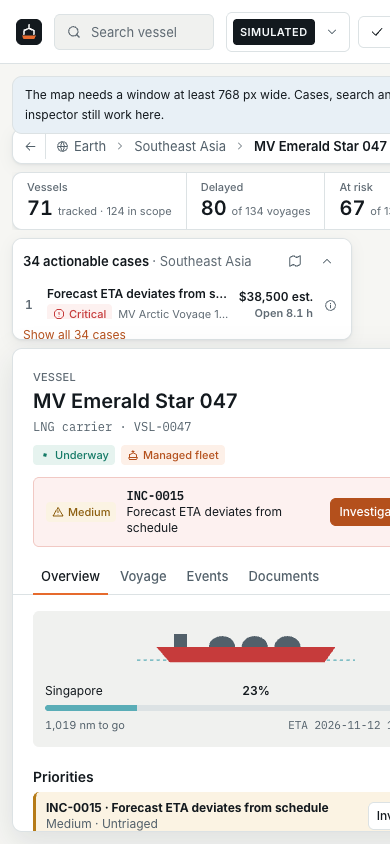 Search vessel
SIMULATED
The map needs a window at least 768 px wide. Cases, search an
inspector still work here.
Earth
Southeast Asia
MV Emerald Star 047
Vessels
71 tracked · 124 in scope
Delayed
80 of 134 voyages
At risk
67 of 13
34 actionable cases · Southeast Asia
1
Forecast ETA deviates from s…
$38,500 est.
Critical
MV Arctic Voyage 1…
Open 8.1 h
Show all 34 cases
VESSEL
MV Emerald Star 047
LNG carrier · VSL-0047
Underway
Managed fleet
Medium
INC-0015
Forecast ETA deviates from
schedule
Investiga
Overview
Voyage
Events
Documents
Singapore
23%
1,019 nm to go
ETA 2026-11-12 1
Priorities
INC-0015 · Forecast ETA deviates from schedule
Medium · Untriaged
Inv